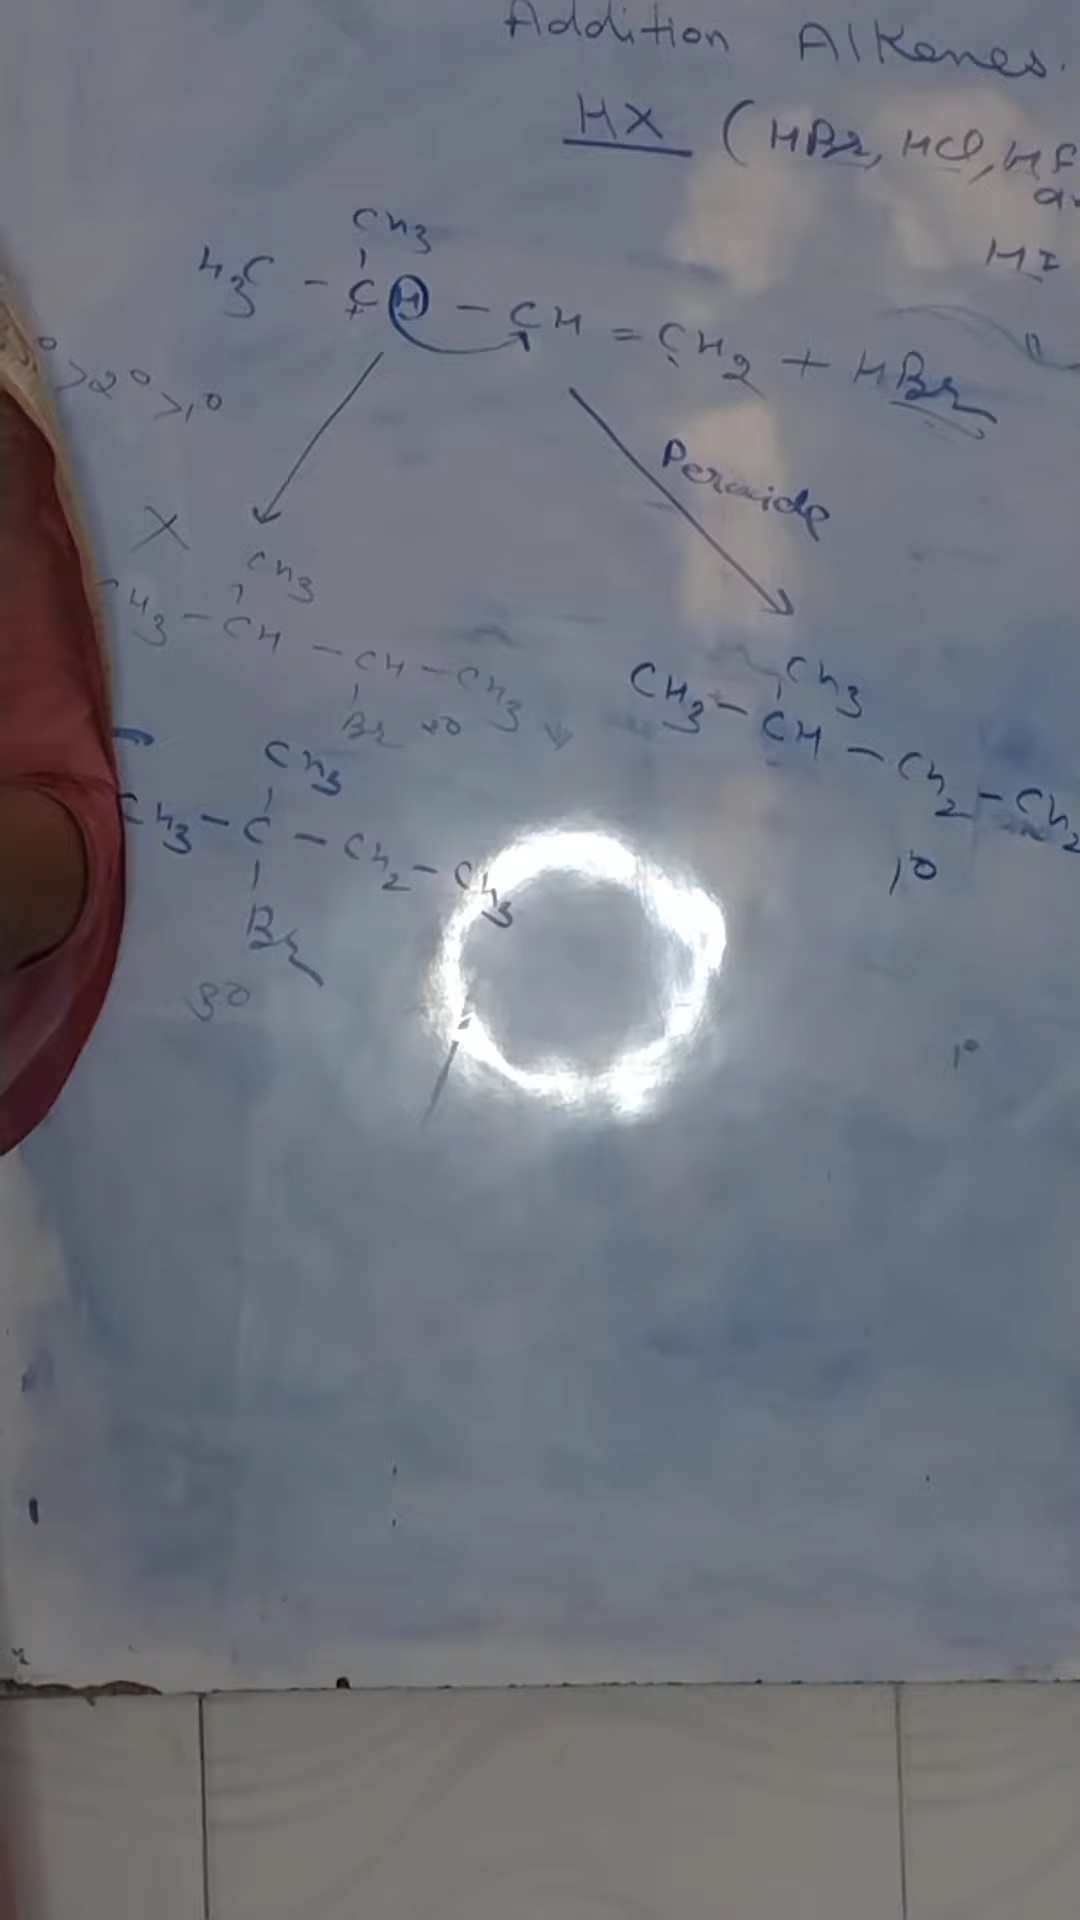 Addition Alkenes.
HX (HBr, HCl, HF
HI
CH3
H3C - CH - CH = CH2 + HBr
+
° > 2° > 1°
Peroxide
X
CH3
CH3 - CH - CH - CH3
Br 2°
CH3
CH3 - CH - CH2 - CH2
1°
CH3
CH3 - C - CH2 - CH3
Br
3°
1°